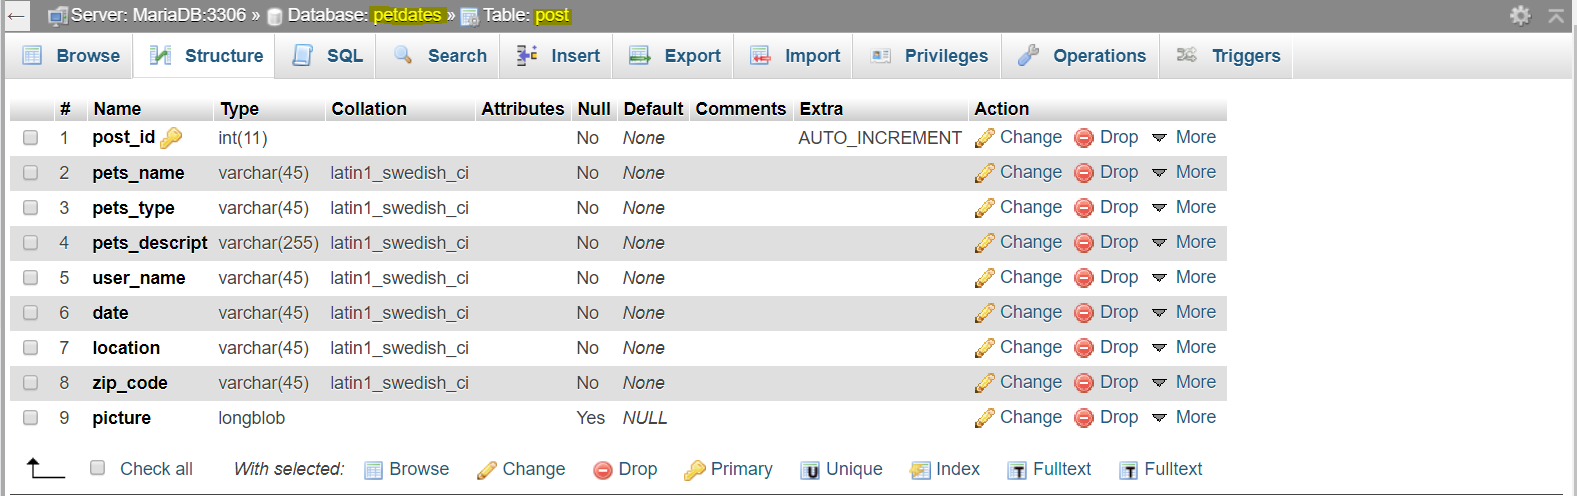 Server: MariaDB:3306 » Database: petdates » Table: post
Browse Structure SQL Search Insert Export Import Privileges Operations Triggers
# Name Type Collation Attributes Null Default Comments Extra Action
1 post_id int(11) No None AUTO_INCREMENT Change Drop More
2 pets_name varchar(45) latin1_swedish_ci No None Change Drop More
3 pets_type varchar(45) latin1_swedish_ci No None Change Drop More
4 pets_descript varchar(255) latin1_swedish_ci No None Change Drop More
5 user_name varchar(45) latin1_swedish_ci No None Change Drop More
6 date varchar(45) latin1_swedish_ci No None Change Drop More
7 location varchar(45) latin1_swedish_ci No None Change Drop More
8 zip_code varchar(45) latin1_swedish_ci No None Change Drop More
9 picture longblob Yes NULL Change Drop More
Check all With selected: Browse Change Drop Primary Unique Index Fulltext Fulltext